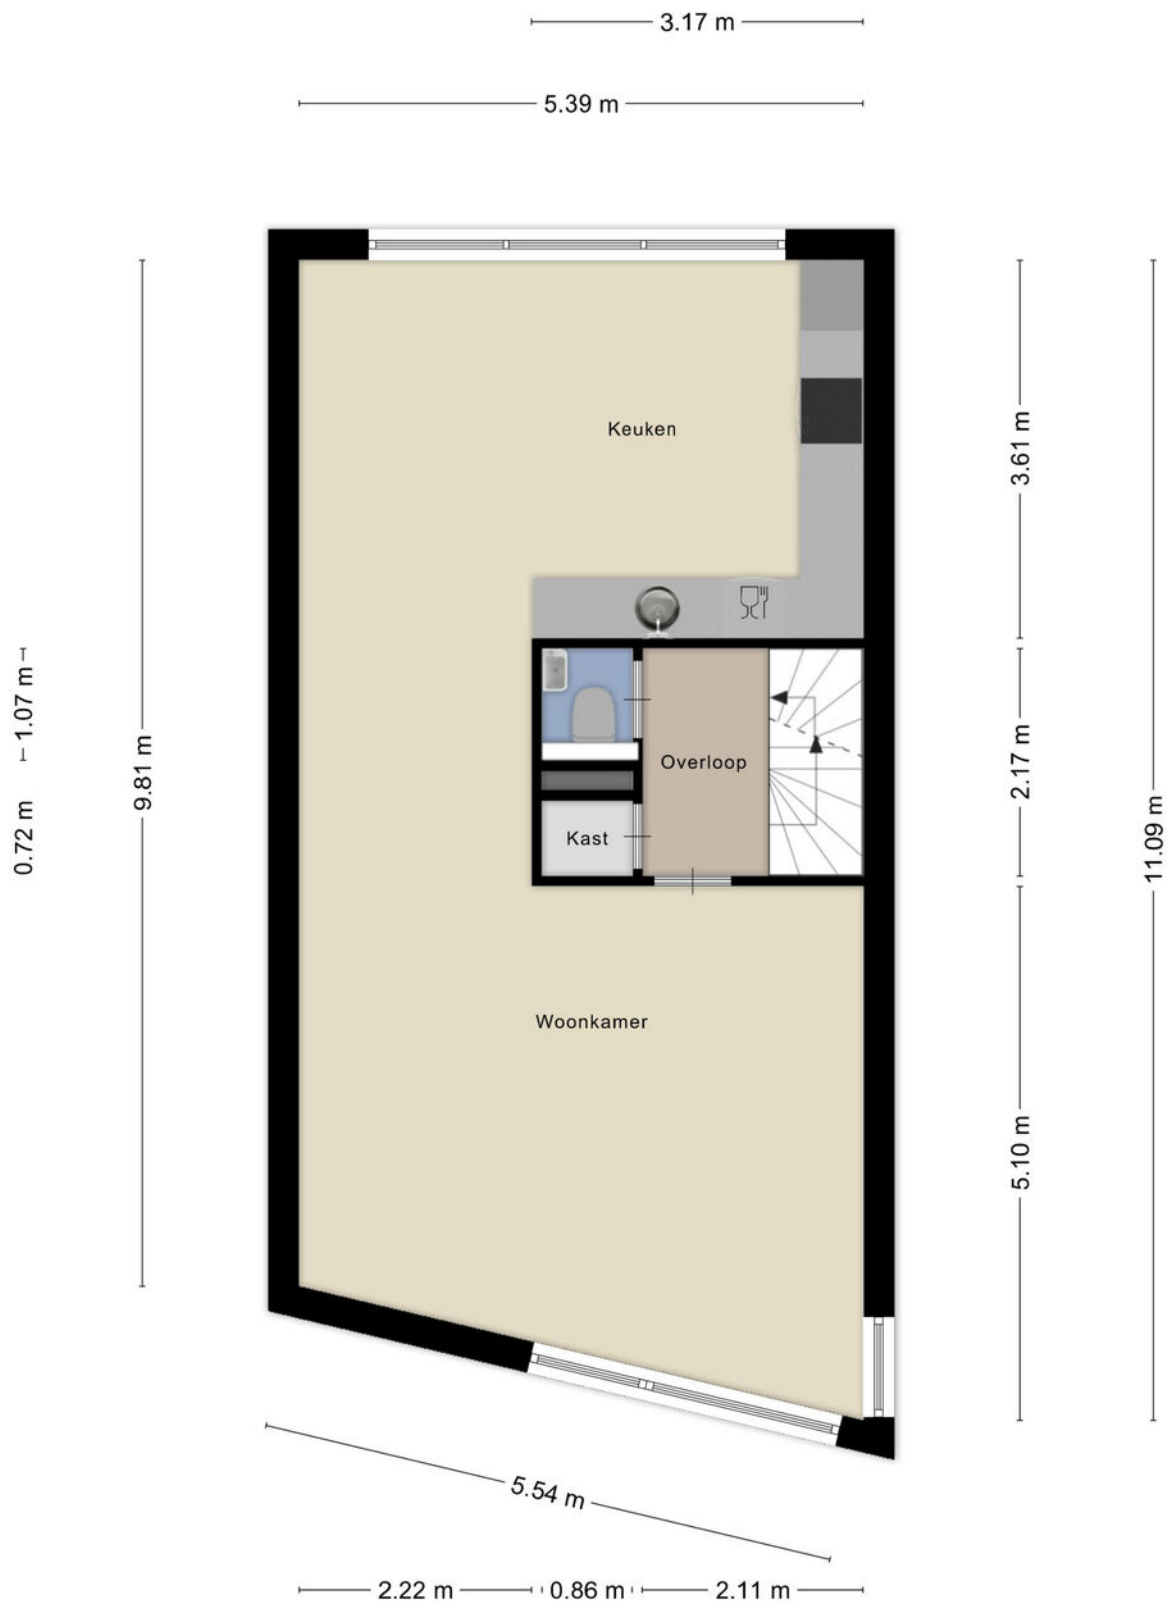 3.17 m
5.39 m
Keuken
3.61 m
1.07 m
9.81 m
Overloop
2.17 m
0.72 m
Kast
11.09 m
Woonkamer
5.10 m
5.54 m
2.22 m
0.86 m
2.11 m